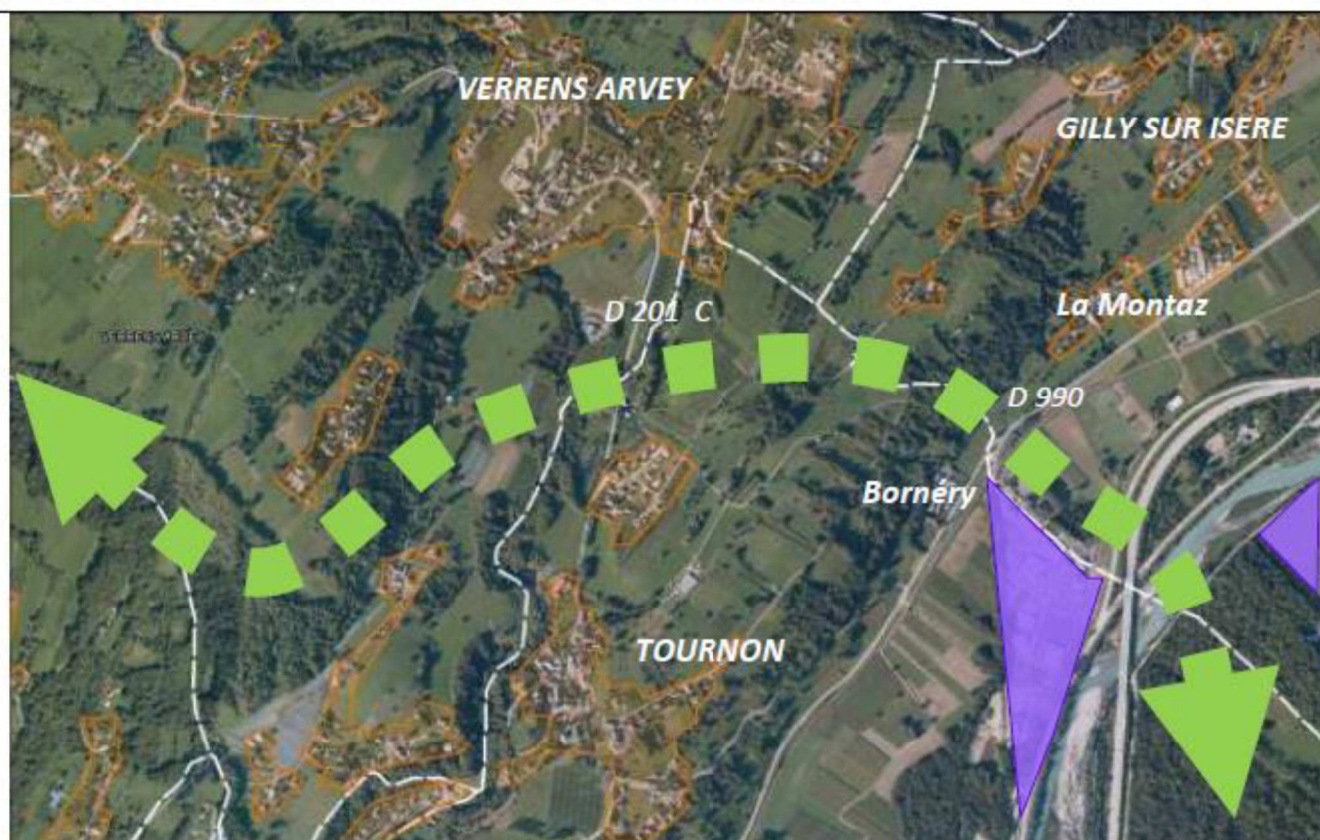 VERRENS ARVEY
GILLY SUR ISERE
La Montaz
D 201 C
D 990
Bornéry
TOURNON